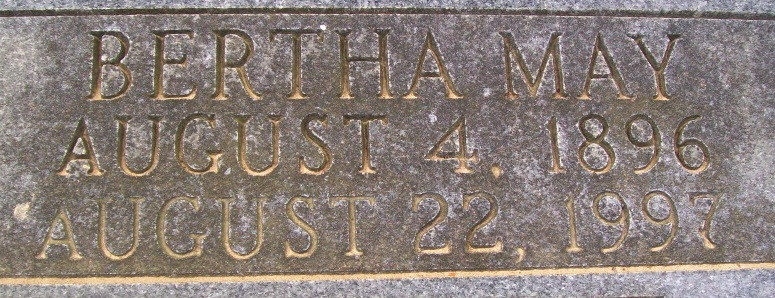 BERTHA MAY
AUGUST 4, 1896
AUGUST 22, 1997